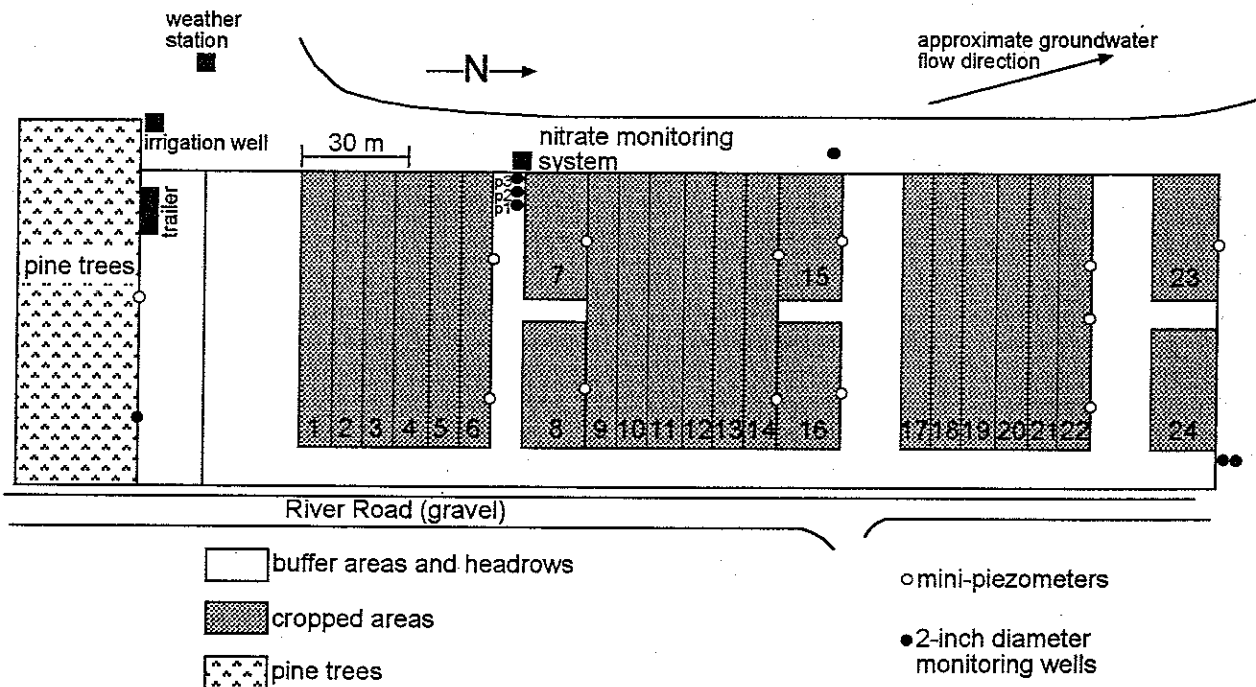 weather
station
N
approximate groundwater
flow direction
irrigation well
30 m
nitrate monitoring
system
p3
p2
p1
trailer
pine trees
7
15
23
1 2 3 4 5 6 8 9 10 11 12 13 14 16 17 18 19 20 21 22 24
River Road (gravel)
buffer areas and headrows
cropped areas
pine trees
mini-piezometers
2-inch diameter
monitoring wells